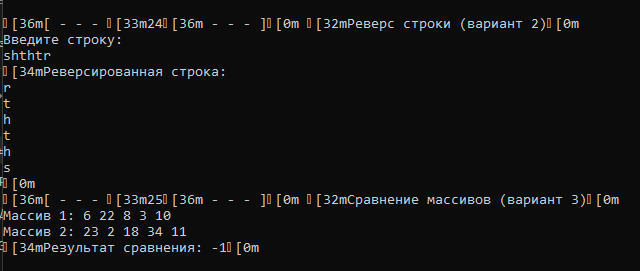 [36m[ - - - [33m24[36m - - - ][0m [32mРеверс строки (вариант 2)[0m
Введите строку:
shthtr
[34mРеверсированная строка:
r
t
h
t
h
s
[0m
[36m[ - - - [33m25[36m - - - ][0m [32mСравнение массивов (вариант 3)[0m
Массив 1: 6 22 8 3 10
Массив 2: 23 2 18 34 11
[34mРезультат сравнения: -1[0m